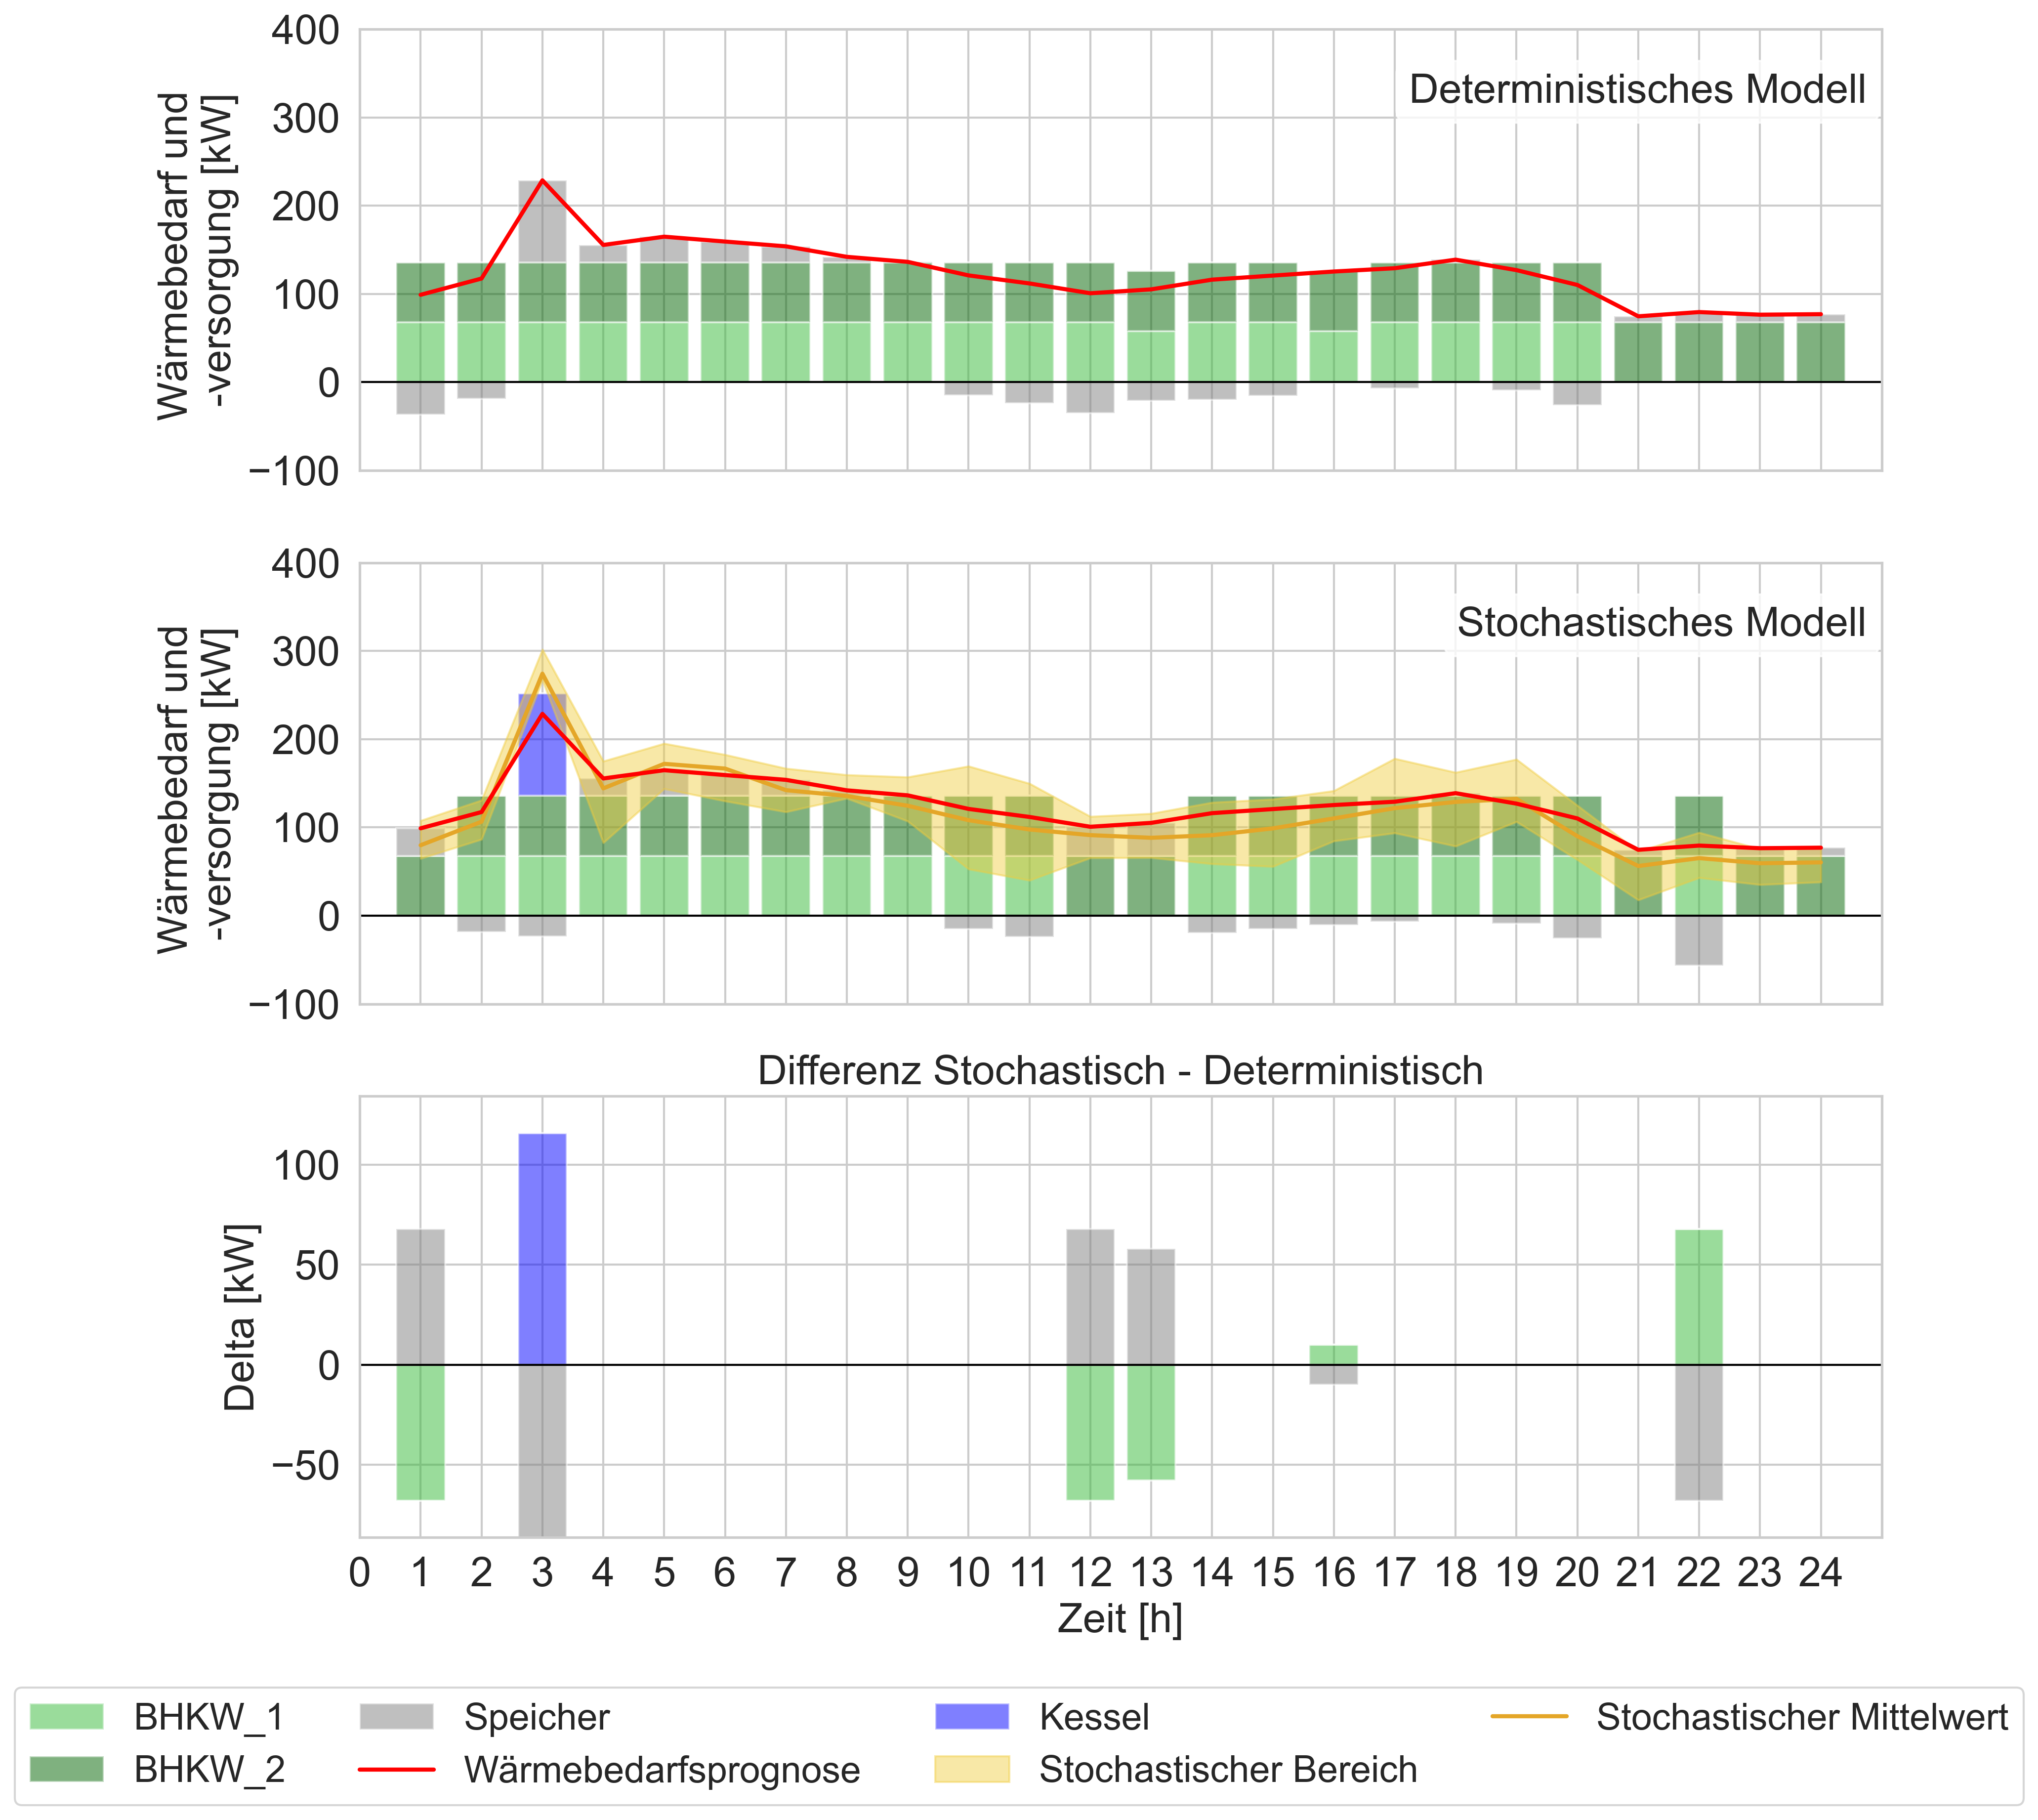 400
300
200
100
0
−100
Wärmebedarf und
-versorgung [kW]
Deterministisches Modell
400
300
200
100
0
−100
Wärmebedarf und
-versorgung [kW]
Stochastisches Modell
Differenz Stochastisch - Deterministisch
100
50
0
−50
Delta [kW]
0 1 2 3 4 5 6 7 8 9 10 11 12 13 14 15 16 17 18 19 20 21 22 23 24
Zeit [h]
BHKW_1 Speicher Kessel Stochastischer Mittelwert
BHKW_2 Wärmebedarfsprognose Stochastischer Bereich